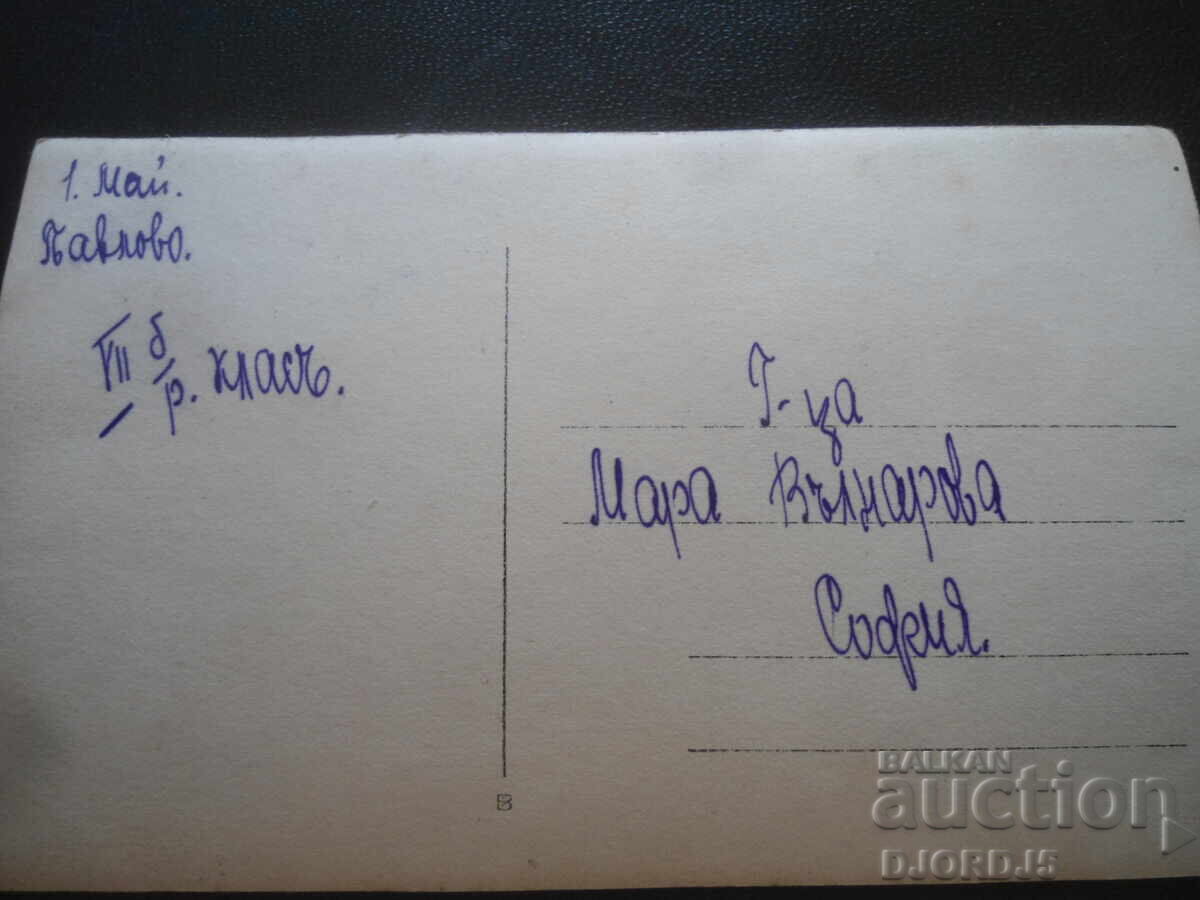 1. Май.
Павлово.
VII б/р. класъ.
Г-ца
Мара Вълнарова
София.
B
BALKAN
auction
DJORDJ5